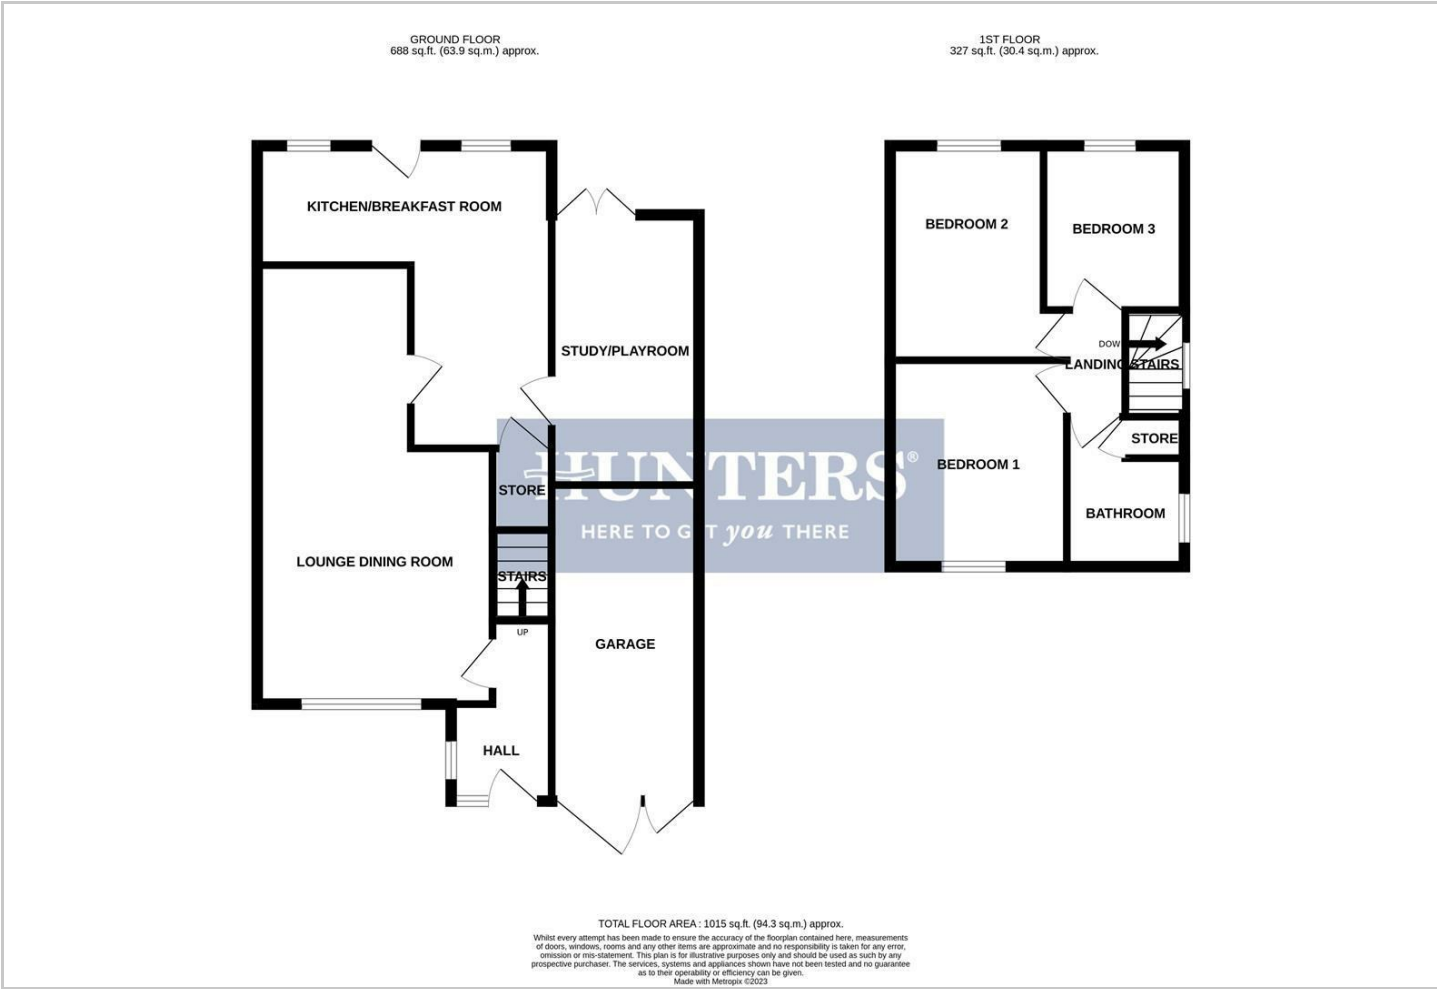 GROUND FLOOR
688 sq.ft. (63.9 sq.m.) approx.
1ST FLOOR
327 sq.ft. (30.4 sq.m.) approx.
KITCHEN/BREAKFAST ROOM
STUDY/PLAYROOM
STORE
LOUNGE DINING ROOM
STAIRS
UP
GARAGE
HALL
BEDROOM 2
BEDROOM 3
DOW
LANDING STAIRS
STORE
BEDROOM 1
BATHROOM
HUNTERS®
HERE TO GET you THERE
TOTAL FLOOR AREA : 1015 sq.ft. (94.3 sq.m.) approx.
Whilst every attempt has been made to ensure the accuracy of the floorplan contained here, measurements
of doors, windows, rooms and any other items are approximate and no responsibility is taken for any error,
omission or mis-statement. This plan is for illustrative purposes only and should be used as such by any
prospective purchaser. The services, systems and appliances shown have not been tested and no guarantee
as to their operability or efficiency can be given.
Made with Metropix ©2023